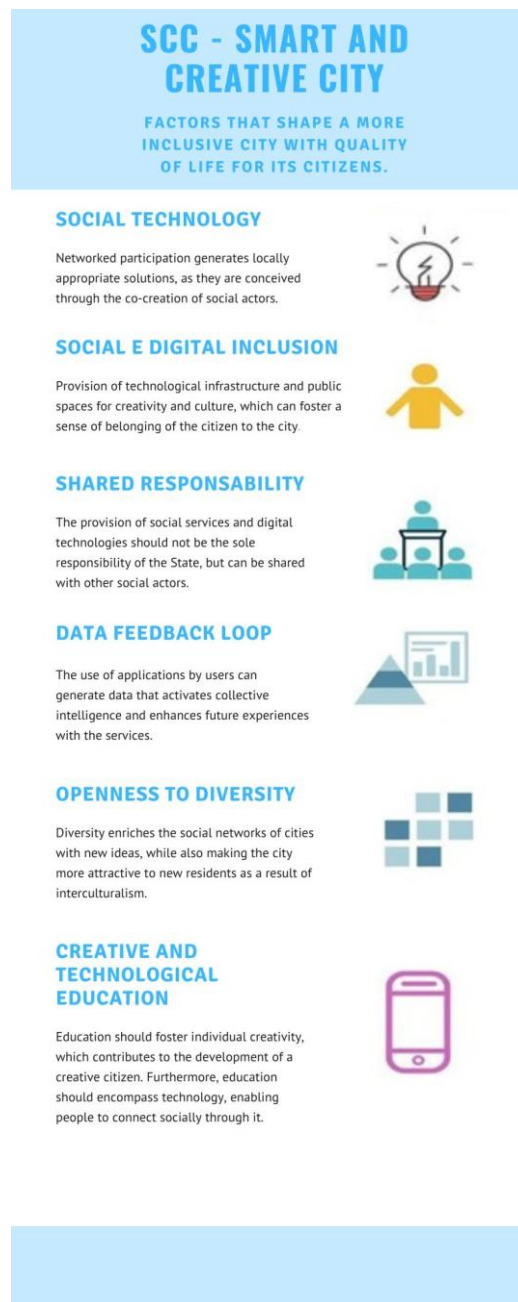 SCC - SMART AND
CREATIVE CITY
FACTORS THAT SHAPE A MORE
INCLUSIVE CITY WITH QUALITY
OF LIFE FOR ITS CITIZENS.
SOCIAL TECHNOLOGY
Networked participation generates locally
appropriate solutions, as they are conceived
through the co-creation of social actors.
SOCIAL E DIGITAL INCLUSION
Provision of technological infrastructure and public
spaces for creativity and culture, which can foster a
sense of belonging of the citizen to the city.
SHARED RESPONSABILITY
The provision of social services and digital
technologies should not be the sole
responsibility of the State, but can be shared
with other social actors.
DATA FEEDBACK LOOP
The use of applications by users can
generate data that activates collective
intelligence and enhances future experiences
with the services.
OPENNESS TO DIVERSITY
Diversity enriches the social networks of cities
with new ideas, while also making the city
more attractive to new residents as a result of
interculturalism.
CREATIVE AND
TECHNOLOGICAL
EDUCATION
Education should foster individual creativity,
which contributes to the development of a
creative citizen. Furthermore, education
should encompass technology, enabling
people to connect socially through it.